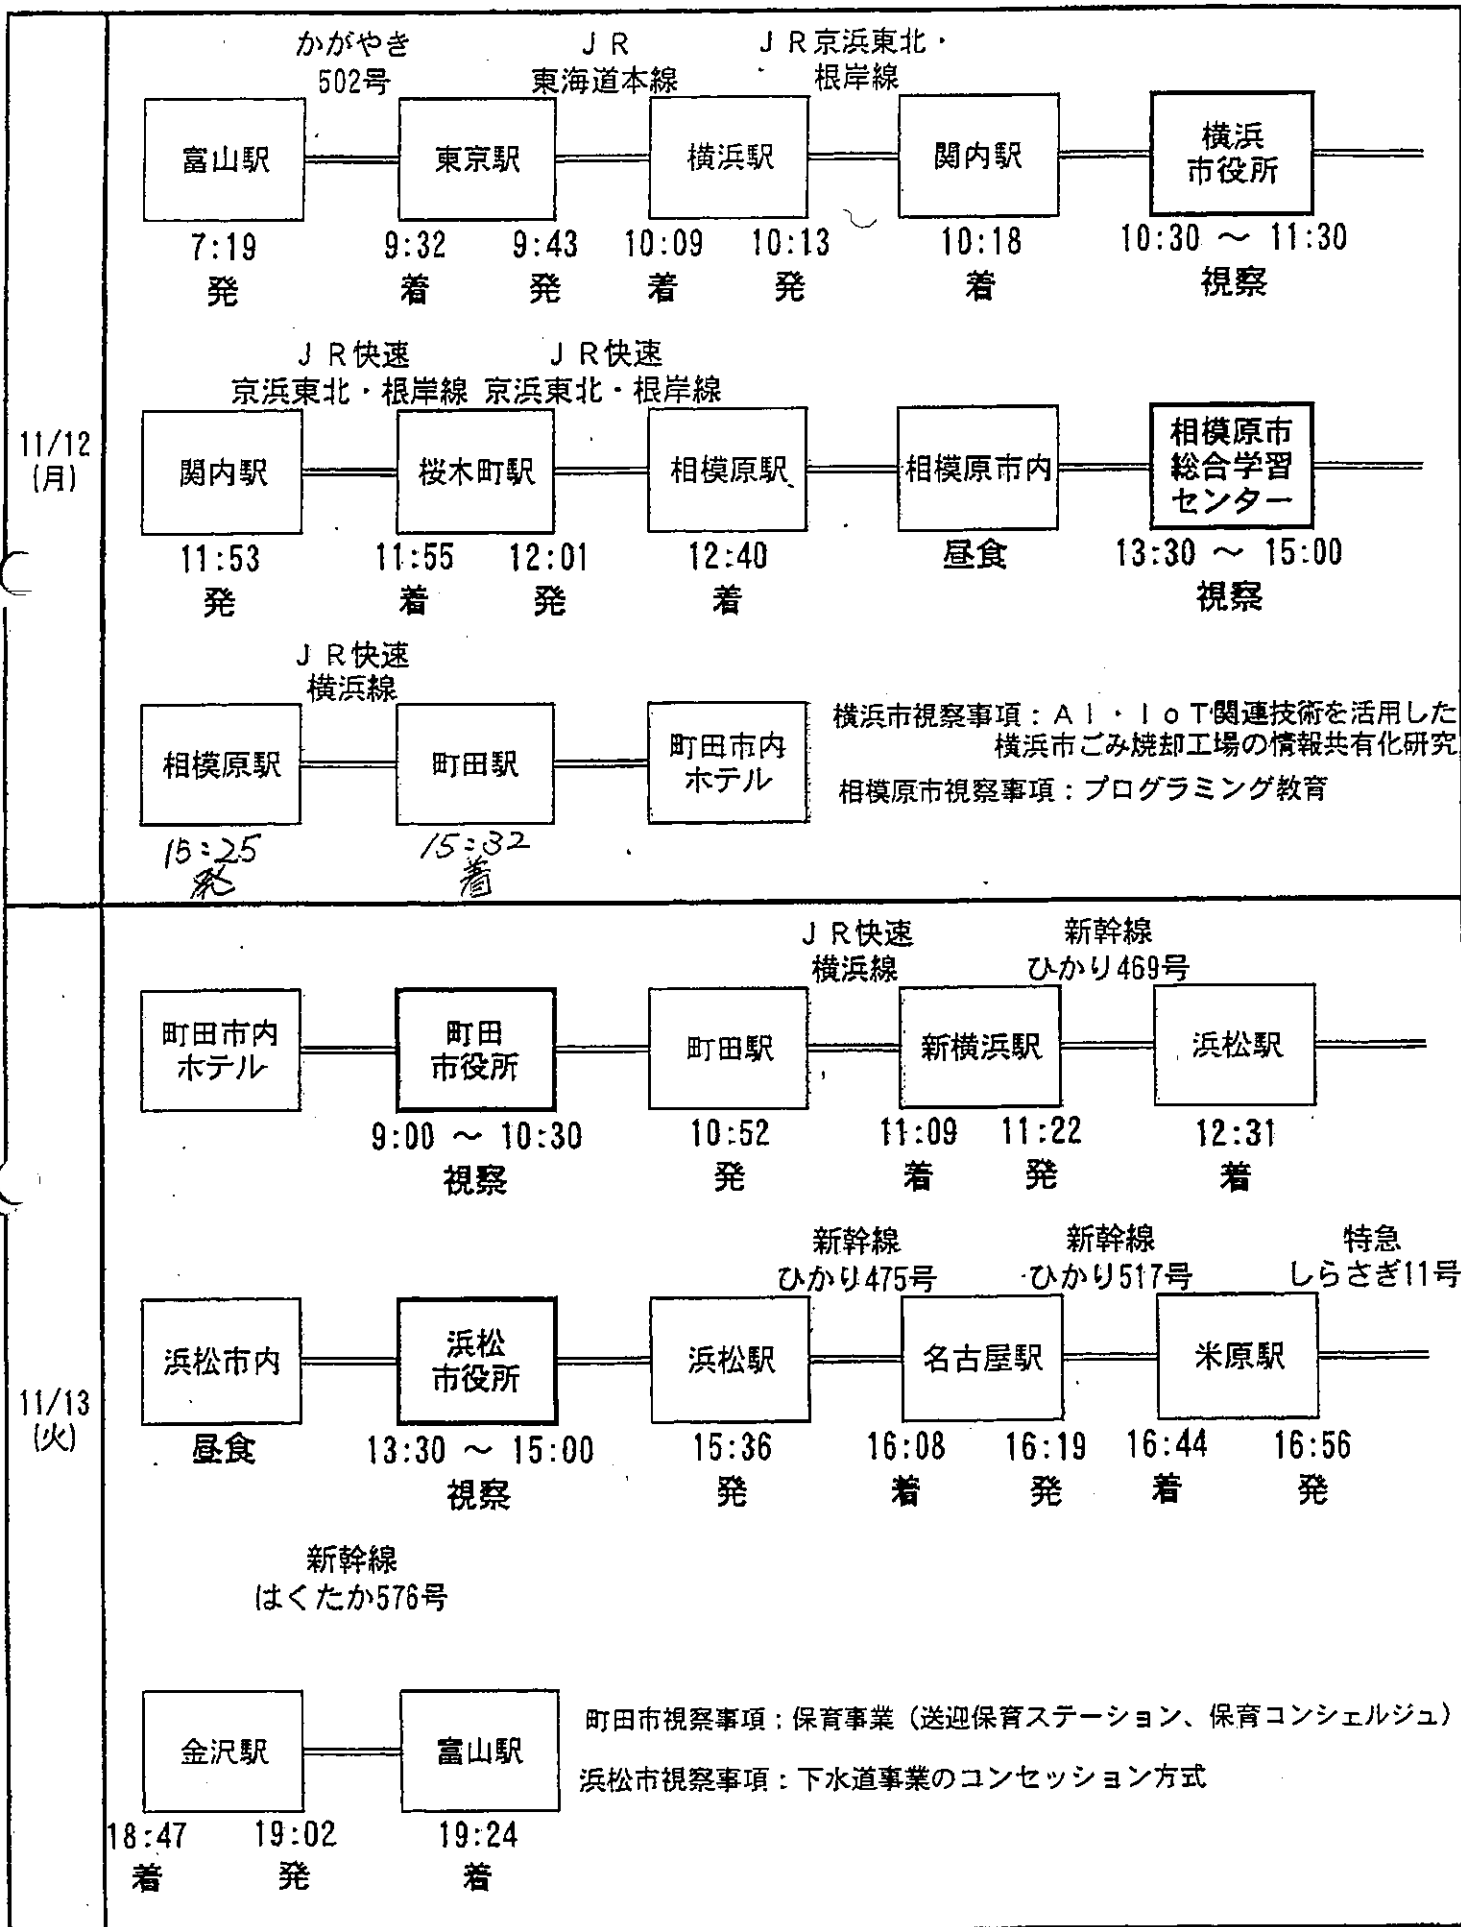 かがやき
502号
ＪＲ
東海道本線
ＪＲ京浜東北・
根岸線
富山駅
東京駅
横浜駅
関内駅
横浜
市役所
7:19
発
9:32
着
9:43
発
10:09
着
10:13
発
10:18
着
10:30 ～ 11:30
視察
11/12
(月)
ＪＲ快速
京浜東北・根岸線
ＪＲ快速
京浜東北・根岸線
関内駅
桜木町駅
相模原駅
相模原市内
相模原市
総合学習
センター
11:53
発
11:55
着
12:01
発
12:40
着
昼食
13:30 ～ 15:00
視察
ＪＲ快速
横浜線
相模原駅
町田駅
町田市内
ホテル
15:25
発
15:32
着
横浜市視察事項：ＡＩ・ＩｏＴ関連技術を活用した
横浜市ごみ焼却工場の情報共有化研究
相模原市視察事項：プログラミング教育
11/13
(火)
ＪＲ快速
横浜線
新幹線
ひかり469号
町田市内
ホテル
町田
市役所
町田駅
新横浜駅
浜松駅
9:00 ～ 10:30
視察
10:52
発
11:09
着
11:22
発
12:31
着
新幹線
ひかり475号
新幹線
ひかり517号
特急
しらさぎ11号
浜松市内
浜松
市役所
浜松駅
名古屋駅
米原駅
昼食
13:30 ～ 15:00
視察
15:36
発
16:08
着
16:19
発
16:44
着
16:56
発
新幹線
はくたか576号
金沢駅
富山駅
18:47
着
19:02
発
19:24
着
町田市視察事項：保育事業（送迎保育ステーション、保育コンシェルジュ）
浜松市視察事項：下水道事業のコンセッション方式